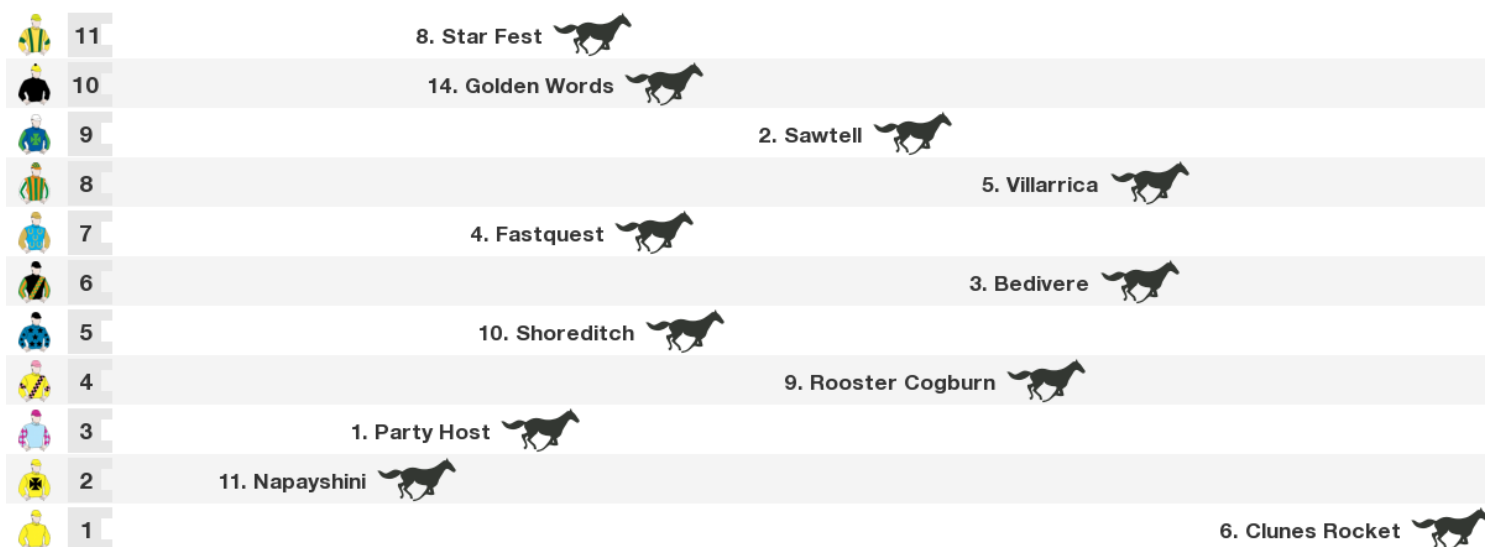 11 8. Star Fest
10 14. Golden Words
9 2. Sawtell
8 5. Villarrica
7 4. Fastquest
6 3. Bedivere
5 10. Shoreditch
4 9. Rooster Cogburn
3 1. Party Host
2 11. Napayshini
1 6. Clunes Rocket